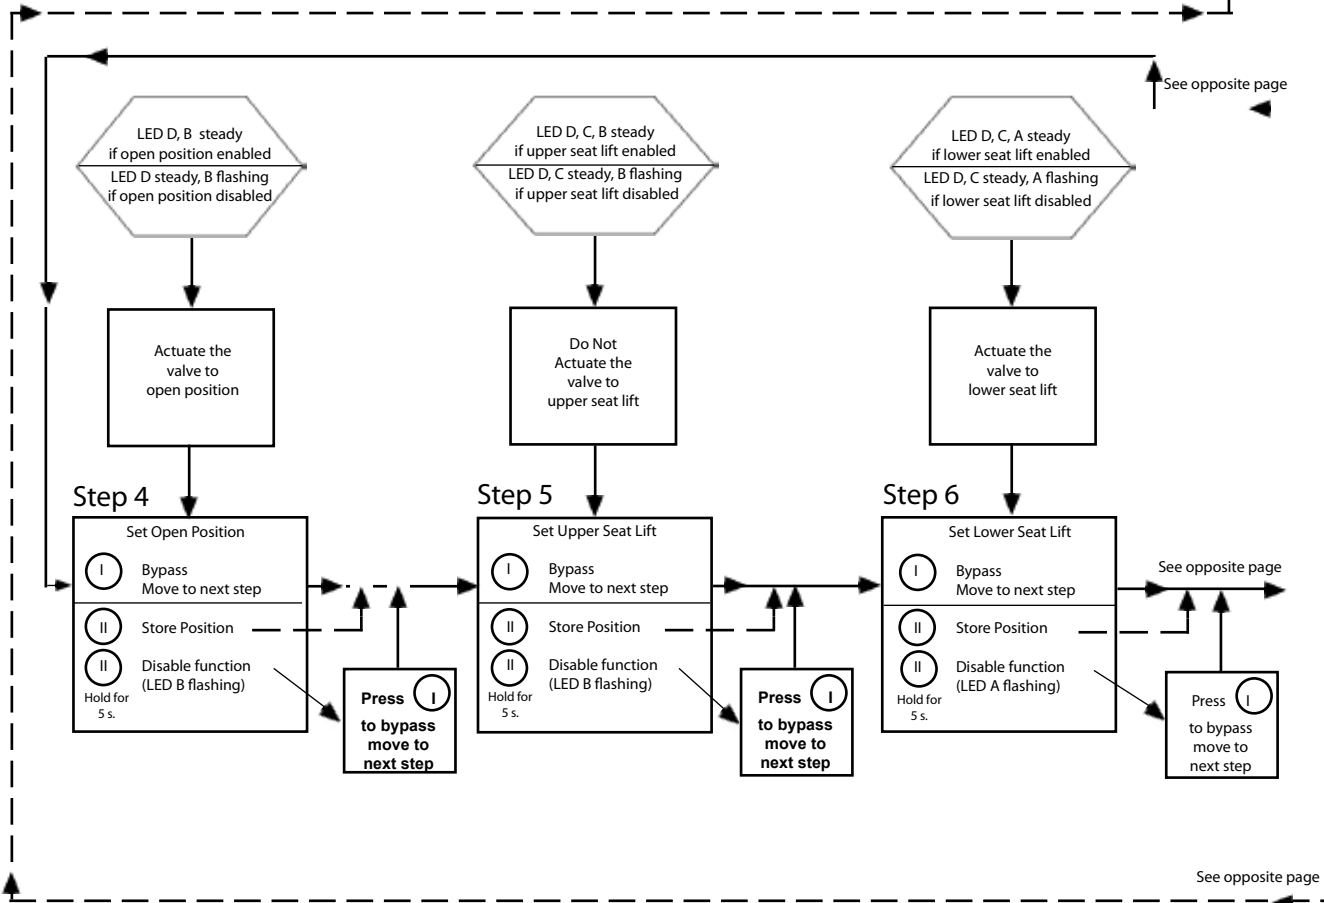 See opposite page
LED D, B steady
if open position enabled
LED D steady, B flashing
if open position disabled
LED D, C, B steady
if upper seat lift enabled
LED D, C steady, B flashing
if upper seat lift disabled
LED D, C, A steady
if lower seat lift enabled
LED D, C steady, A flashing
if lower seat lift disabled
Actuate the
valve to
open position
Do Not
Actuate the
valve to
upper seat lift
Actuate the
valve to
lower seat lift
Step 4
Set Open Position
I
Bypass
Move to next step
II
Store Position
II
Disable function
(LED B flashing)
Hold for
5 s.
Press I
to bypass
move to
next step
Step 5
Set Upper Seat Lift
I
Bypass
Move to next step
II
Store Position
II
Disable function
(LED B flashing)
Hold for
5 s.
Press I
to bypass
move to
next step
Step 6
Set Lower Seat Lift
I
Bypass
Move to next step
II
Store Position
II
Disable function
(LED A flashing)
Hold for
5 s.
See opposite page
Press I
to bypass
move to
next step
See opposite page